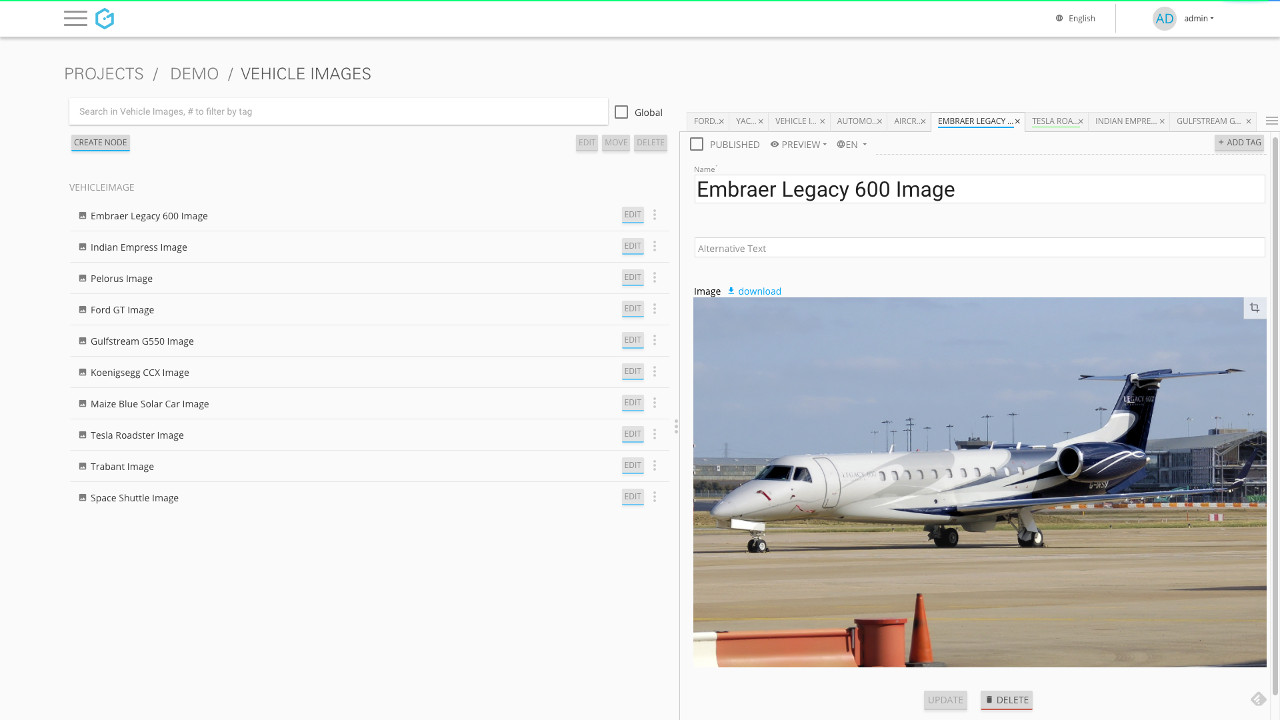 English
AD
admin
PROJECTS / DEMO / VEHICLE IMAGES
Search in Vehicle Images, # to filter by tag
Global
CREATE NODE
EDIT MOVE DELETE
VEHICLEIMAGE
Embraer Legacy 600 Image EDIT
Indian Empress Image EDIT
Pelorus Image EDIT
Ford GT Image EDIT
Gulfstream G550 Image EDIT
Koenigsegg CCX Image EDIT
Maize Blue Solar Car Image EDIT
Tesla Roadster Image EDIT
Trabant Image EDIT
Space Shuttle Image EDIT
FORD... YAC... VEHICLE I... AUTOMO... AIRCR... EMBRAER LEGACY ... TESLA ROA... INDIAN EMPRE... GULFSTREAM G...
PUBLISHED PREVIEW EN
+ ADD TAG
Name*
Embraer Legacy 600 Image
Alternative Text
Image download
LEGACY 600
UPDATE DELETE